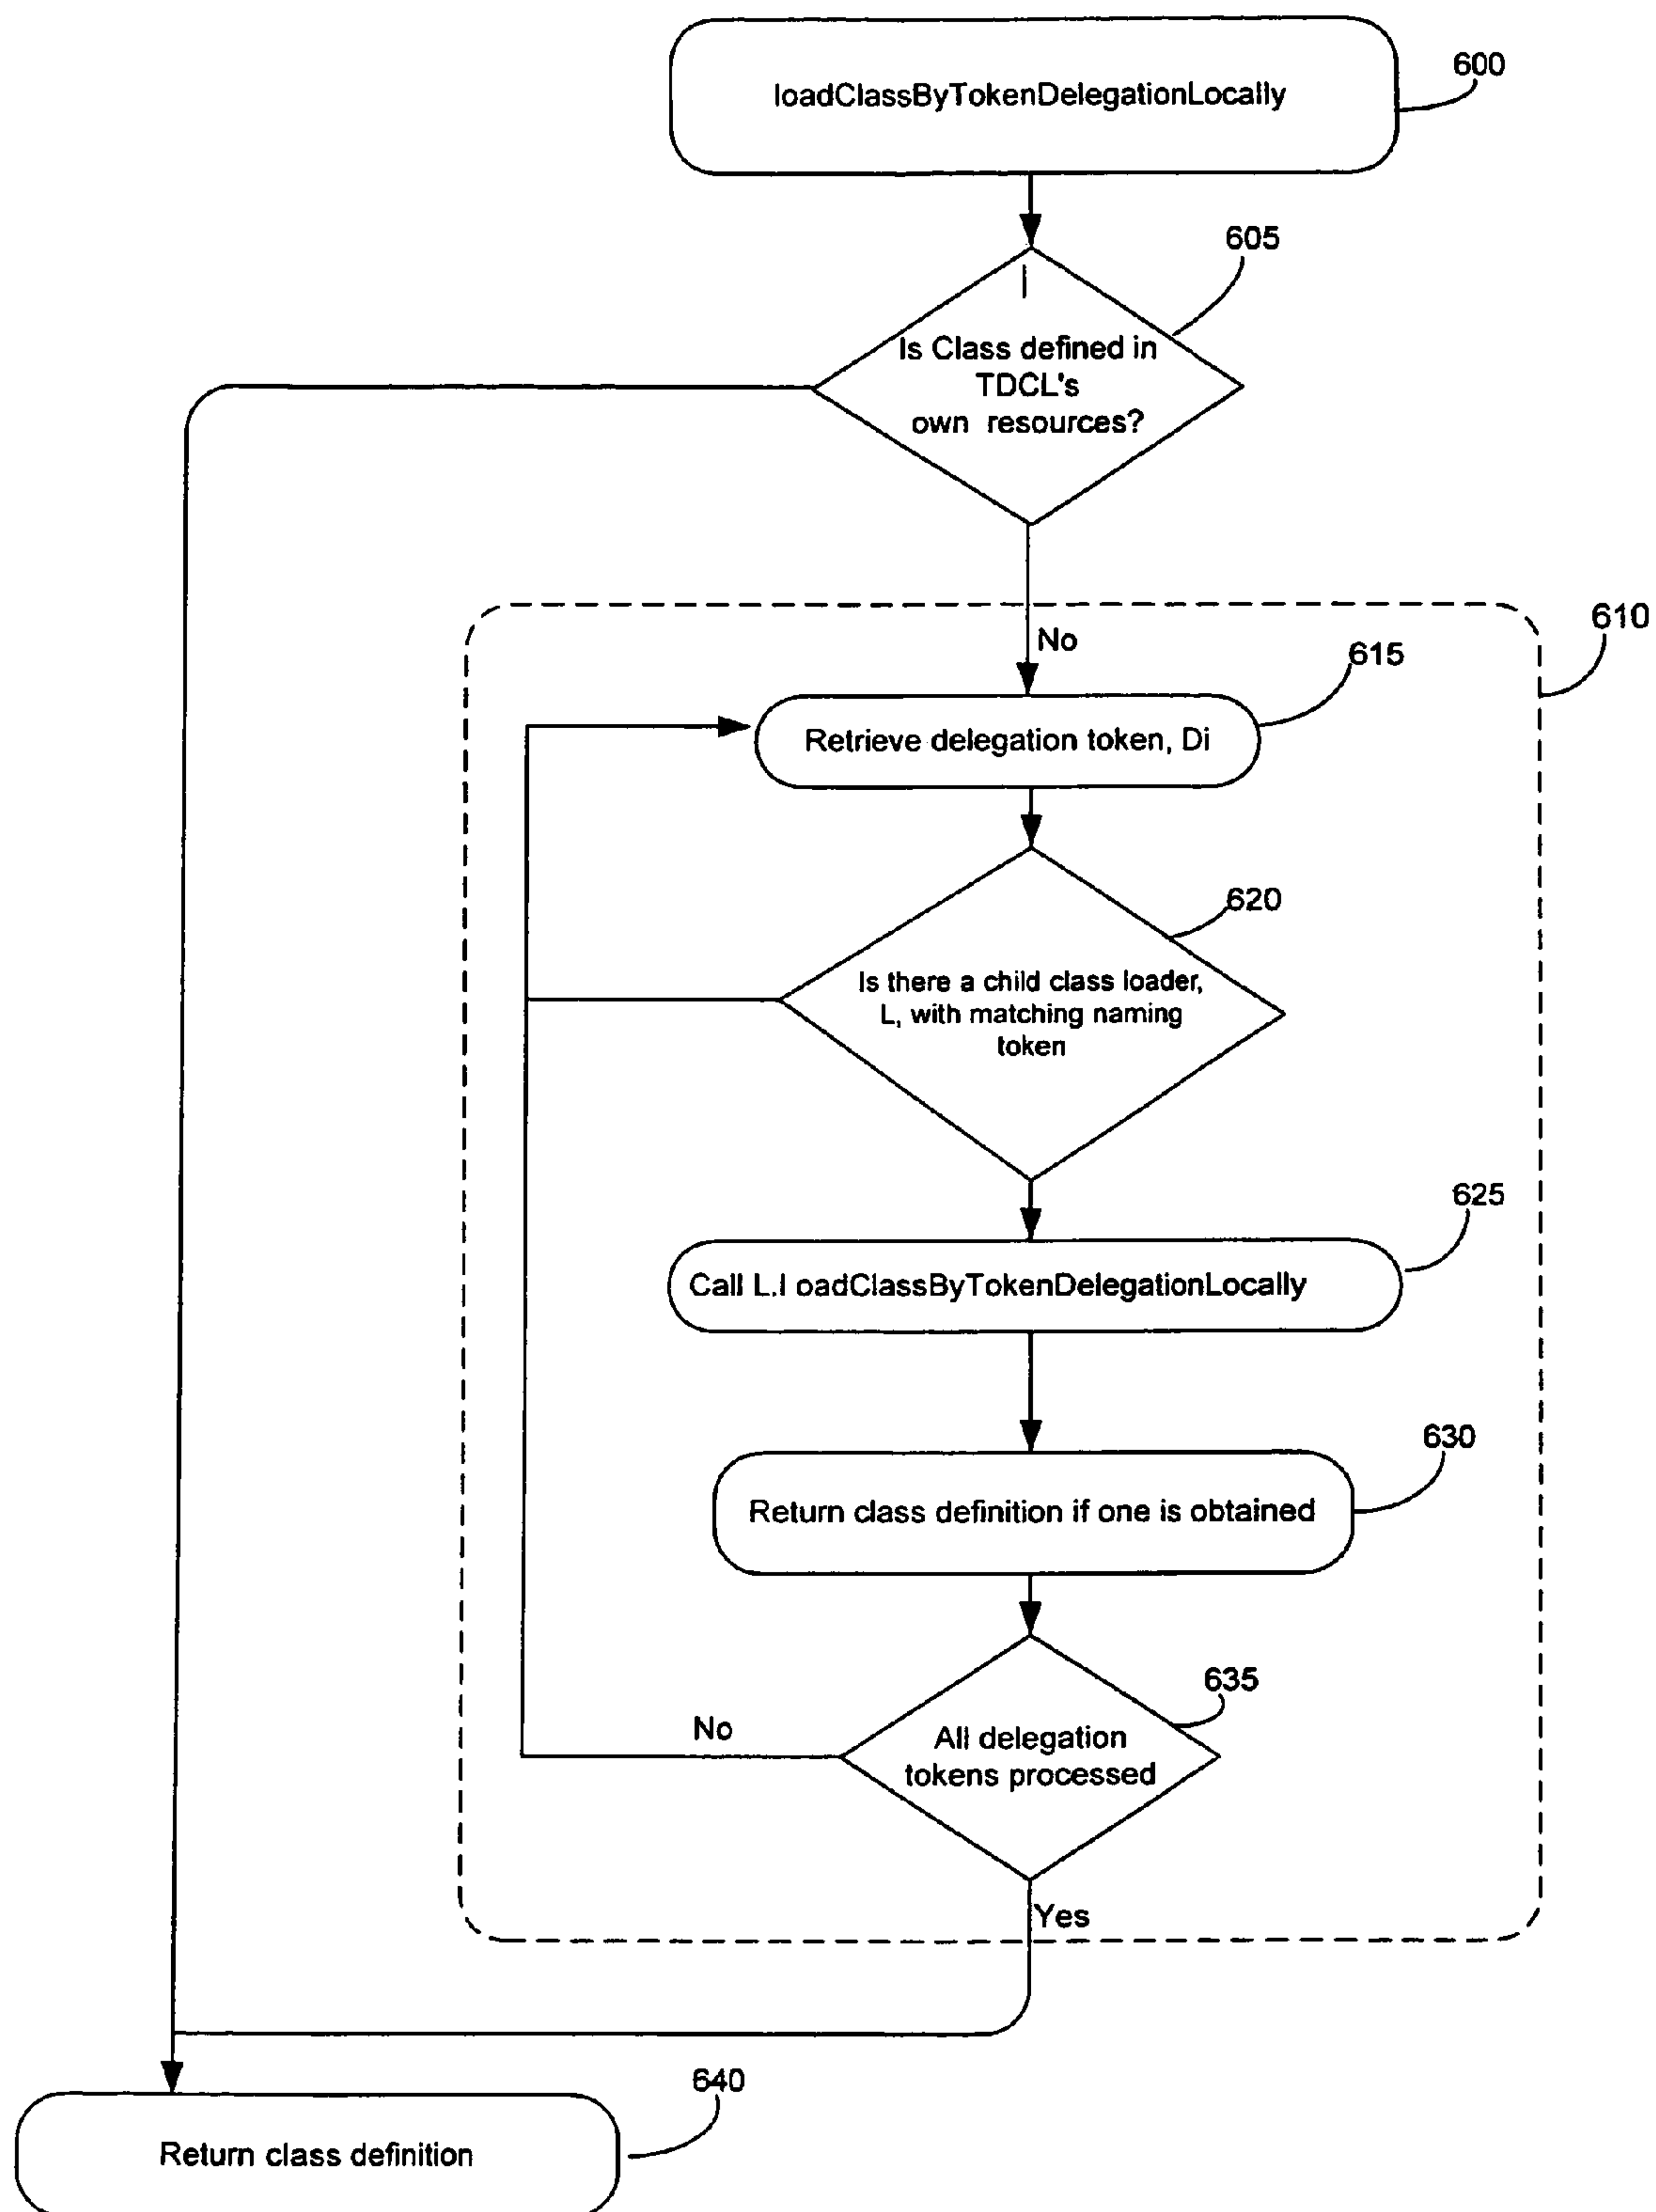 loadClassByTokenDelegationLocally
600
605
Is Class defined in
TDCL's
own resources?
610
No
615
Retrieve delegation token, Di
620
Is there a child class loader,
L, with matching naming
token
625
Call L.l oadClassByTokenDelegationLocally
630
Return class definition if one is obtained
635
No
All delegation
tokens processed
Yes
640
Return class definition